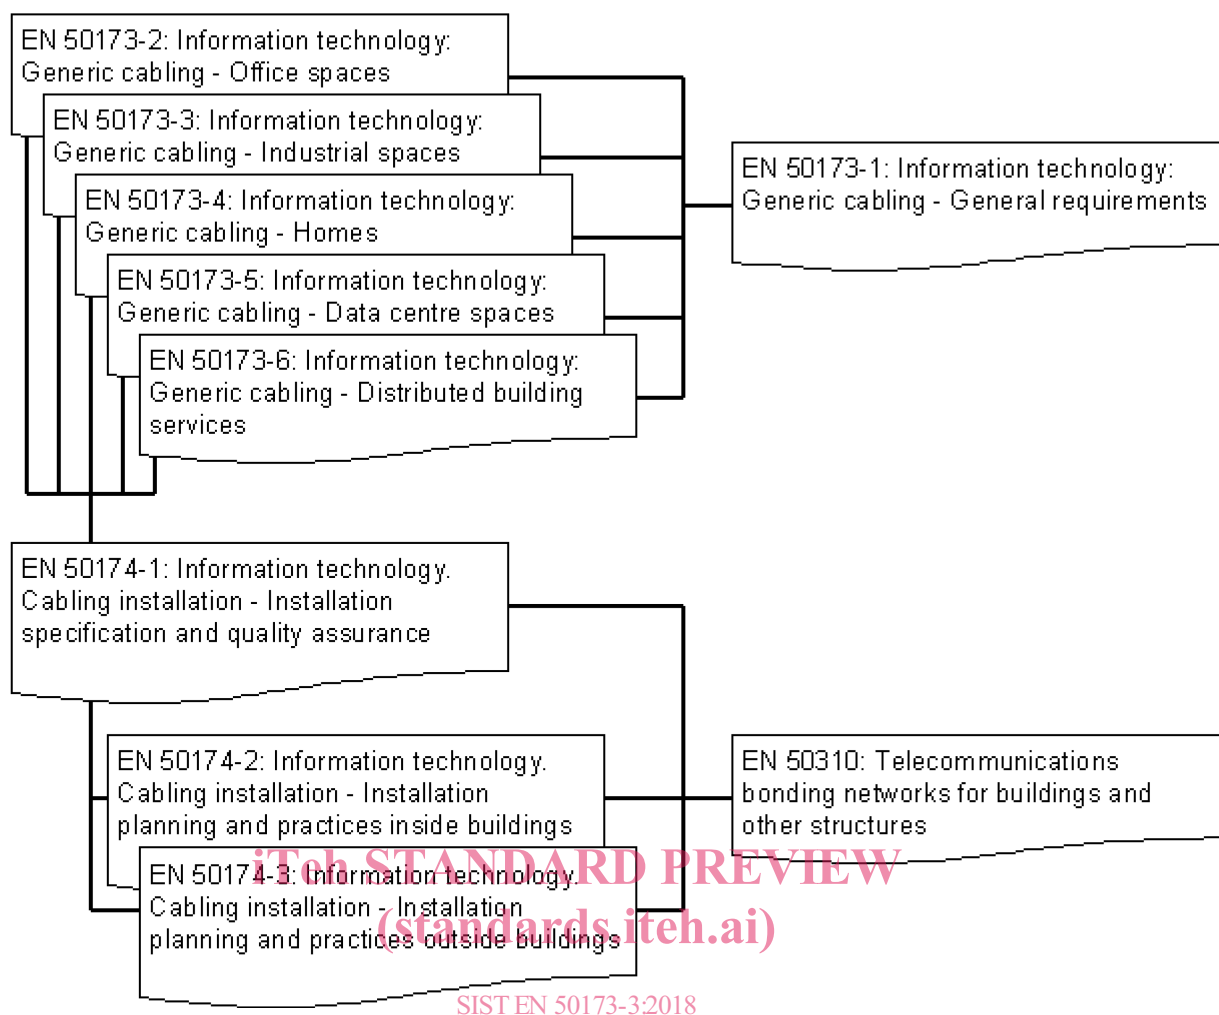 EN 50173-2: Information technology:
Generic cabling - Office spaces
EN 50173-3: Information technology:
Generic cabling - Industrial spaces
EN 50173-4: Information technology:
Generic cabling - Homes
EN 50173-5: Information technology:
Generic cabling - Data centre spaces
EN 50173-6: Information technology:
Generic cabling - Distributed building
services
EN 50173-1: Information technology:
Generic cabling - General requirements
EN 50174-1: Information technology.
Cabling installation - Installation
specification and quality assurance
EN 50174-2: Information technology.
Cabling installation - Installation
planning and practices inside buildings
EN 50174-3: Information technology.
Cabling installation - Installation
planning and practices outside buildings
EN 50310: Telecommunications
bonding networks for buildings and
other structures
iTeh STANDARD PREVIEW
(standards.iteh.ai)
SIST EN 50173-3:2018